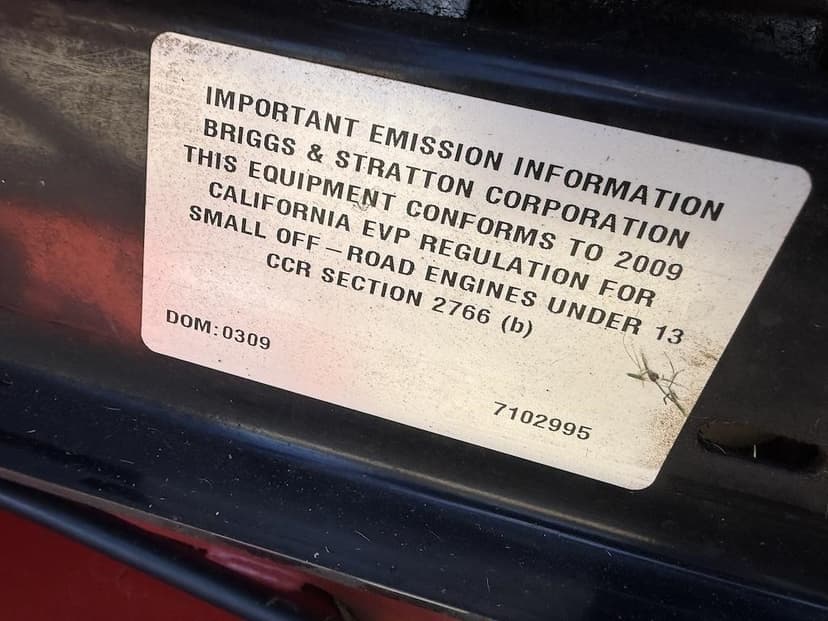 IMPORTANT EMISSION INFORMATION
BRIGGS & STRATTON CORPORATION
THIS EQUIPMENT CONFORMS TO 2009
CALIFORNIA EVP REGULATION FOR
SMALL OFF-ROAD ENGINES UNDER 13
CCR SECTION 2766 (b)
DOM:0309
7102995